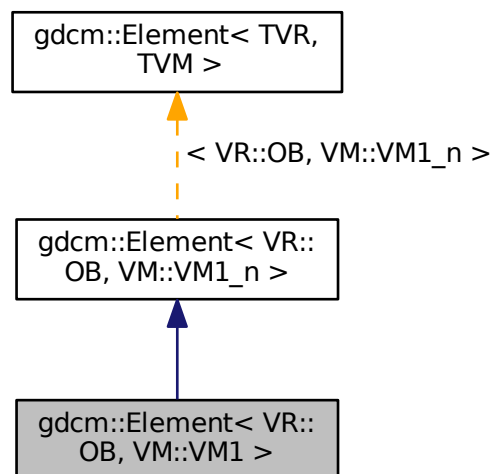 gdcm::Element< TVR,
TVM >
< VR::OB, VM::VM1_n >
gdcm::Element< VR::
OB, VM::VM1_n >
gdcm::Element< VR::
OB, VM::VM1 >